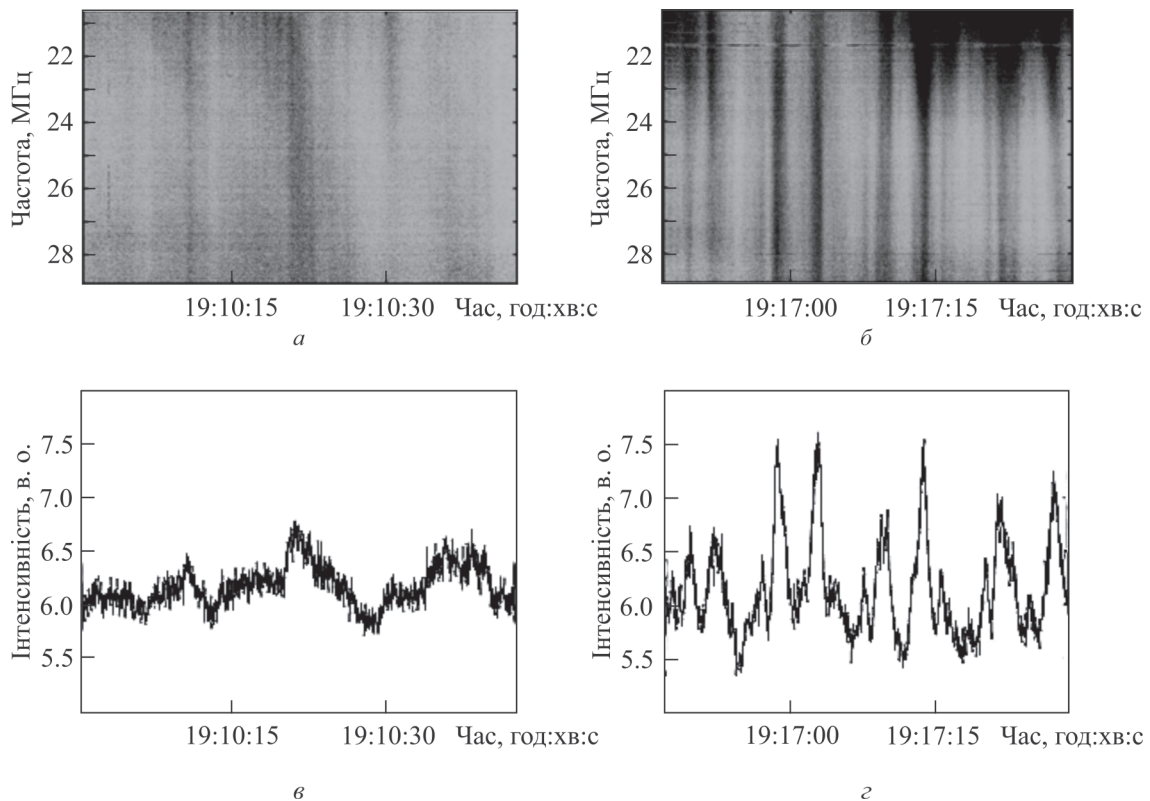 22
24
26
28
Частота, МГц
19:10:15 19:10:30 Час, год:хв:с
а
22
24
26
28
Частота, МГц
19:17:00 19:17:15 Час, год:хв:с
б
7.5
7.0
6.5
6.0
5.5
Інтенсивність, в. о.
19:10:15 19:10:30 Час, год:хв:с
в
7.5
7.0
6.5
6.0
5.5
Інтенсивність, в. о.
19:17:00 19:17:15 Час, год:хв:с
г